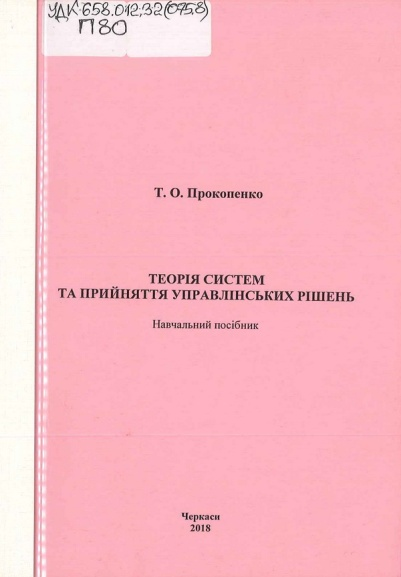 УДК 658.012.32(075.8)
П80
Т. О. Прокопенко
ТЕОРІЯ СИСТЕМ
ТА ПРИЙНЯТТЯ УПРАВЛІНСЬКИХ РІШЕНЬ
Навчальний посібник
Черкаси
2018